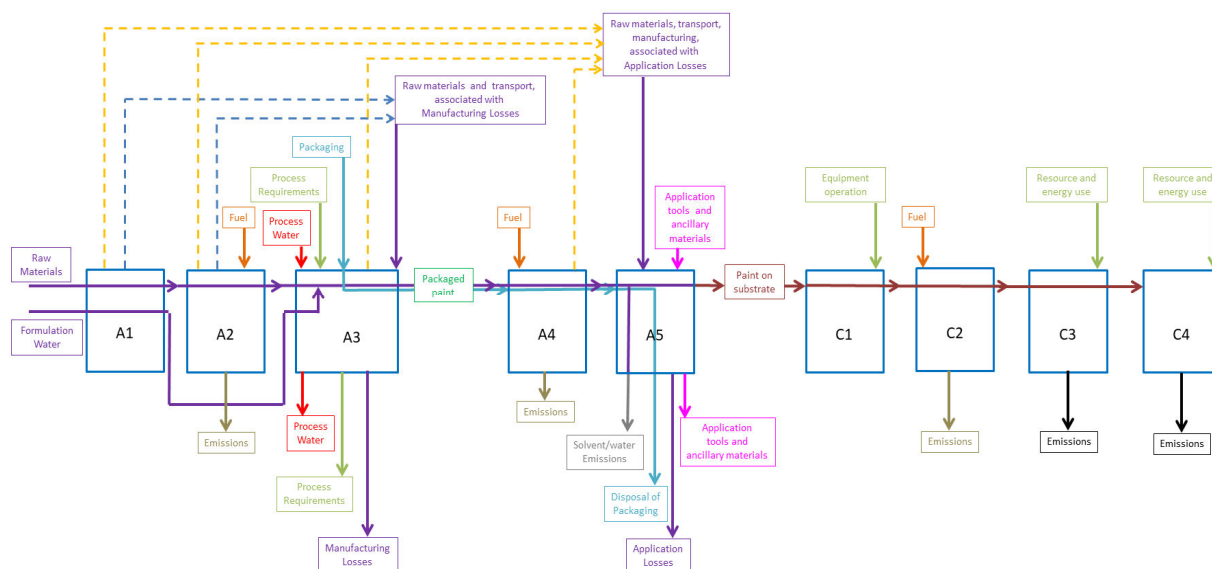 Raw materials, transport,
manufacturing,
associated with
Application Losses
Raw materials and transport,
associated with
Manufacturing Losses
Packaging
Process
Requirements
Equipment
operation
Resource and
energy use
Resource and
energy use
Fuel
Process
Water
Fuel
Application
tools and
ancillary
materials
Fuel
Raw
Materials
Packaged
paint
Paint on
substrate
Formulation
Water
A1
A2
A3
A4
A5
C1
C2
C3
C4
Emissions
Process
Water
Emissions
Solvent/water
Emissions
Application
tools and
ancillary materials
Emissions
Emissions
Emissions
Process
Requirements
Disposal of
Packaging
Manufacturing
Losses
Application
Losses